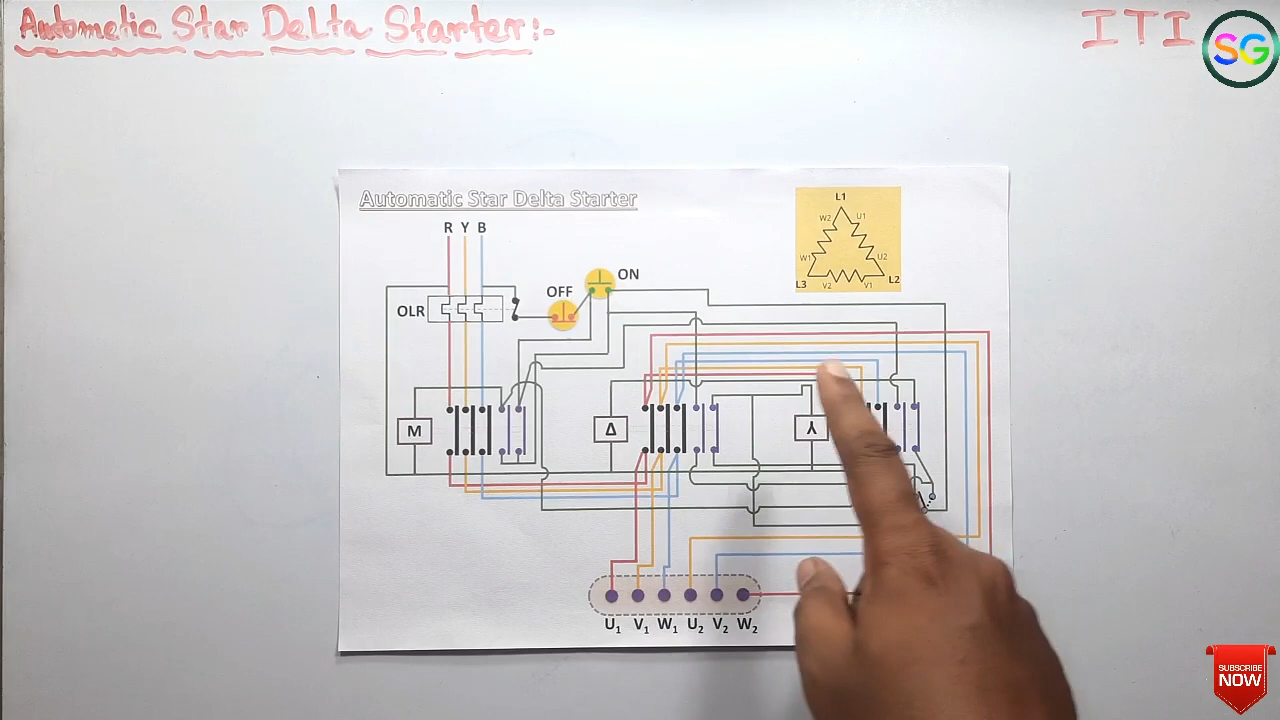 Autometic Star Delta Starter:-
ITI
SG
Automatic Star Delta Starter
R Y B
ON
OFF
OLR
L1
W2 U1
W1 U2
L3 L2
V2 V1
M
Δ
⅄
U1 V1 W1 U2 V2 W2
SUBSCRIBE
NOW